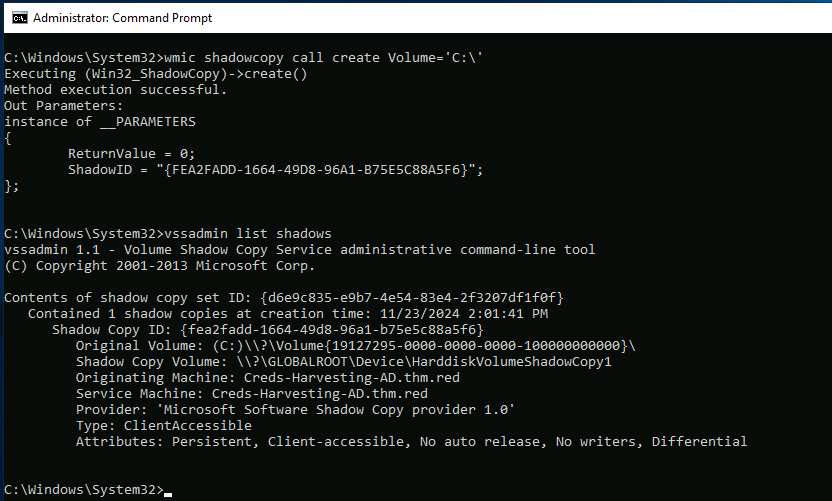 Administrator: Command Prompt
C:\Windows\System32>wmic shadowcopy call create Volume='C:\'
Executing (Win32_ShadowCopy)->create()
Method execution successful.
Out Parameters:
instance of __PARAMETERS
{
        ReturnValue = 0;
        ShadowID = "{FEA2FADD-1664-49D8-96A1-B75E5C88A5F6}";
};
C:\Windows\System32>vssadmin list shadows
vssadmin 1.1 - Volume Shadow Copy Service administrative command-line tool
(C) Copyright 2001-2013 Microsoft Corp.
Contents of shadow copy set ID: {d6e9c835-e9b7-4e54-83e4-2f3207df1f0f}
   Contained 1 shadow copies at creation time: 11/23/2024 2:01:41 PM
      Shadow Copy ID: {fea2fadd-1664-49d8-96a1-b75e5c88a5f6}
         Original Volume: (C:)\\?\Volume{19127295-0000-0000-0000-100000000000}\
         Shadow Copy Volume: \\?\GLOBALROOT\Device\HarddiskVolumeShadowCopy1
         Originating Machine: Creds-Harvesting-AD.thm.red
         Service Machine: Creds-Harvesting-AD.thm.red
         Provider: 'Microsoft Software Shadow Copy provider 1.0'
         Type: ClientAccessible
         Attributes: Persistent, Client-accessible, No auto release, No writers, Differential
C:\Windows\System32>